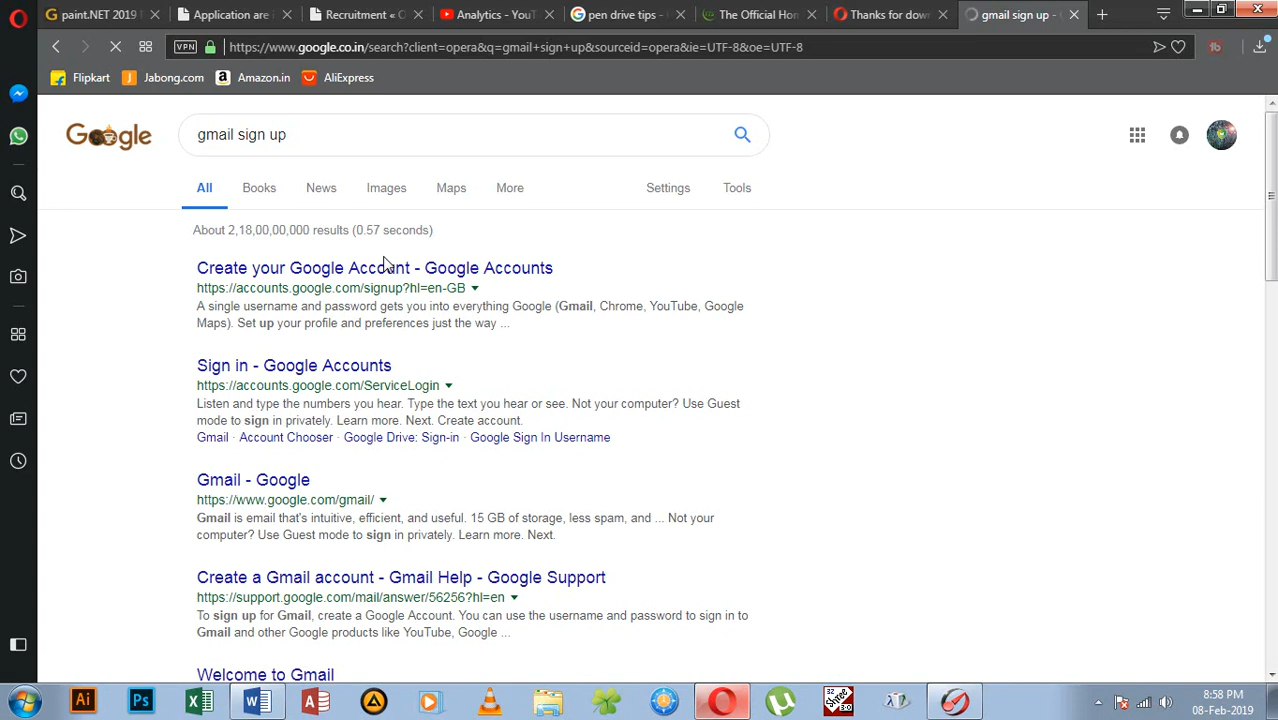 paint.NET 2019 F
Application are i
Recruitment « O
Analytics - YouT
pen drive tips -
The Official Hon
Thanks for dow
gmail sign up -
VPN
https://www.google.co.in/search?client=opera&q=gmail+sign+up&sourceid=opera&ie=UTF-8&oe=UTF-8
Flipkart
Jabong.com
Amazon.in
AliExpress
Google
gmail sign up
All
Books
News
Images
Maps
More
Settings
Tools
About 2,18,00,00,000 results (0.57 seconds)
Create your Google Account - Google Accounts
https://accounts.google.com/signup?hl=en-GB
A single username and password gets you into everything Google (Gmail, Chrome, YouTube, Google
Maps). Set up your profile and preferences just the way ...
Sign in - Google Accounts
https://accounts.google.com/ServiceLogin
Listen and type the numbers you hear. Type the text you hear or see. Not your computer? Use Guest
mode to sign in privately. Learn more. Next. Create account.
Gmail · Account Chooser · Google Drive: Sign-in · Google Sign In Username
Gmail - Google
https://www.google.com/gmail/
Gmail is email that's intuitive, efficient, and useful. 15 GB of storage, less spam, and ... Not your
computer? Use Guest mode to sign in privately. Learn more. Next.
Create a Gmail account - Gmail Help - Google Support
https://support.google.com/mail/answer/56256?hl=en
To sign up for Gmail, create a Google Account. You can use the username and password to sign in to
Gmail and other Google products like YouTube, Google ...
Welcome to Gmail
Ai
Ps
8:58 PM
08-Feb-2019